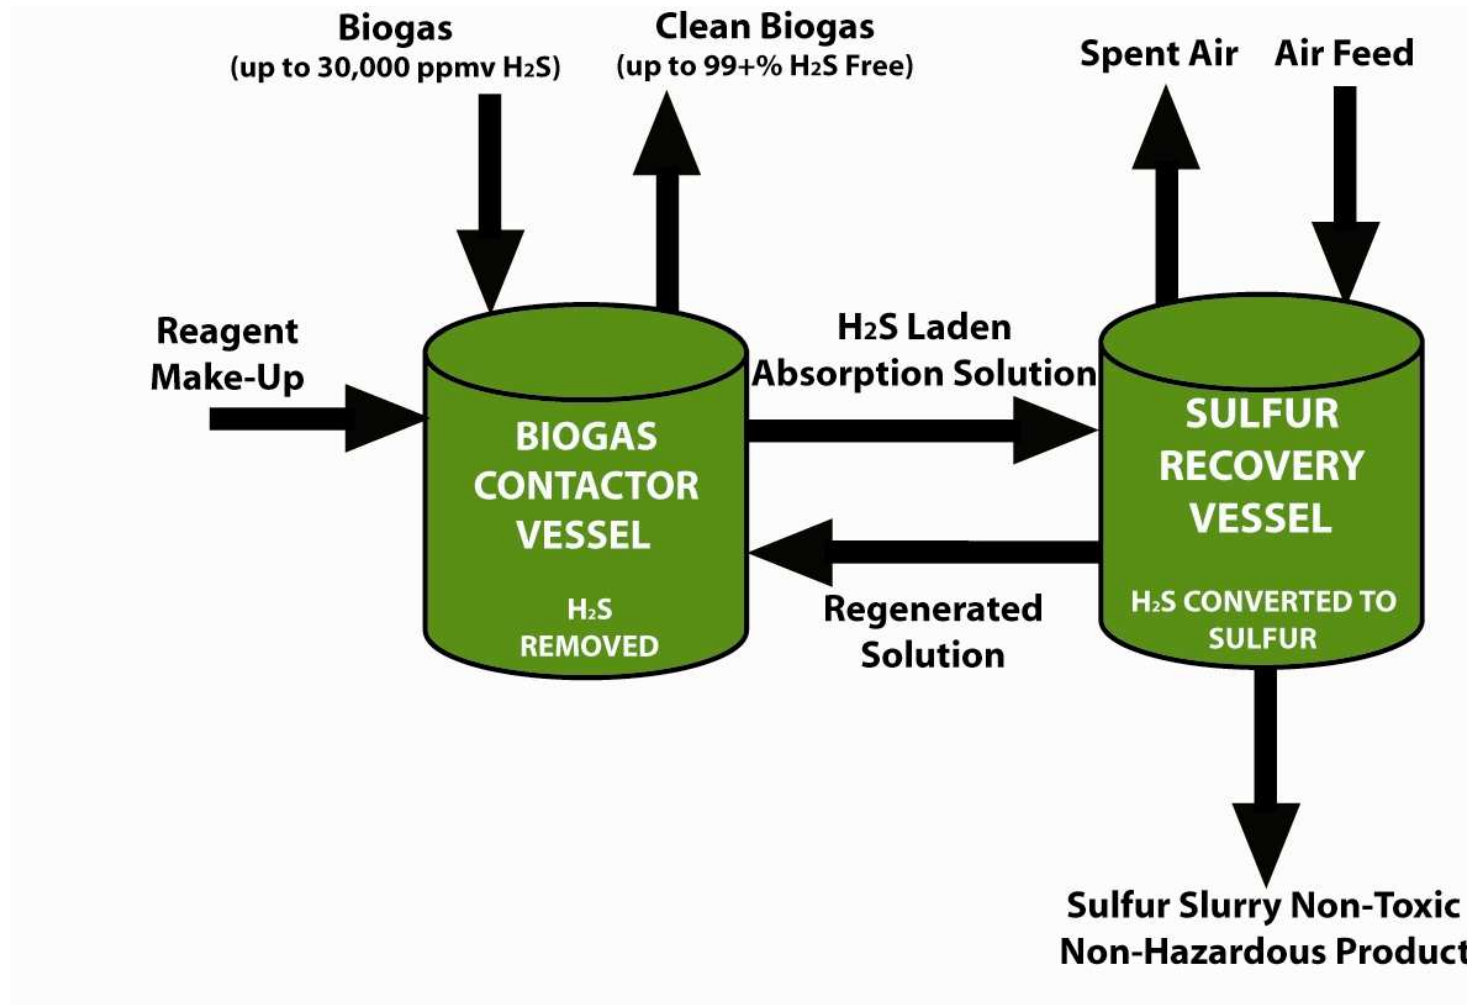 Biogas
(up to 30,000 ppmv H2S)
Clean Biogas
(up to 99+% H2S Free)
Spent Air
Air Feed
Reagent
Make-Up
H2S Laden
Absorption Solution
BIOGAS
CONTACTOR
VESSEL
H₂S
REMOVED
SULFUR
RECOVERY
VESSEL
H₂S CONVERTED TO
SULFUR
Regenerated
Solution
Sulfur Slurry Non-Toxic
Non-Hazardous Product